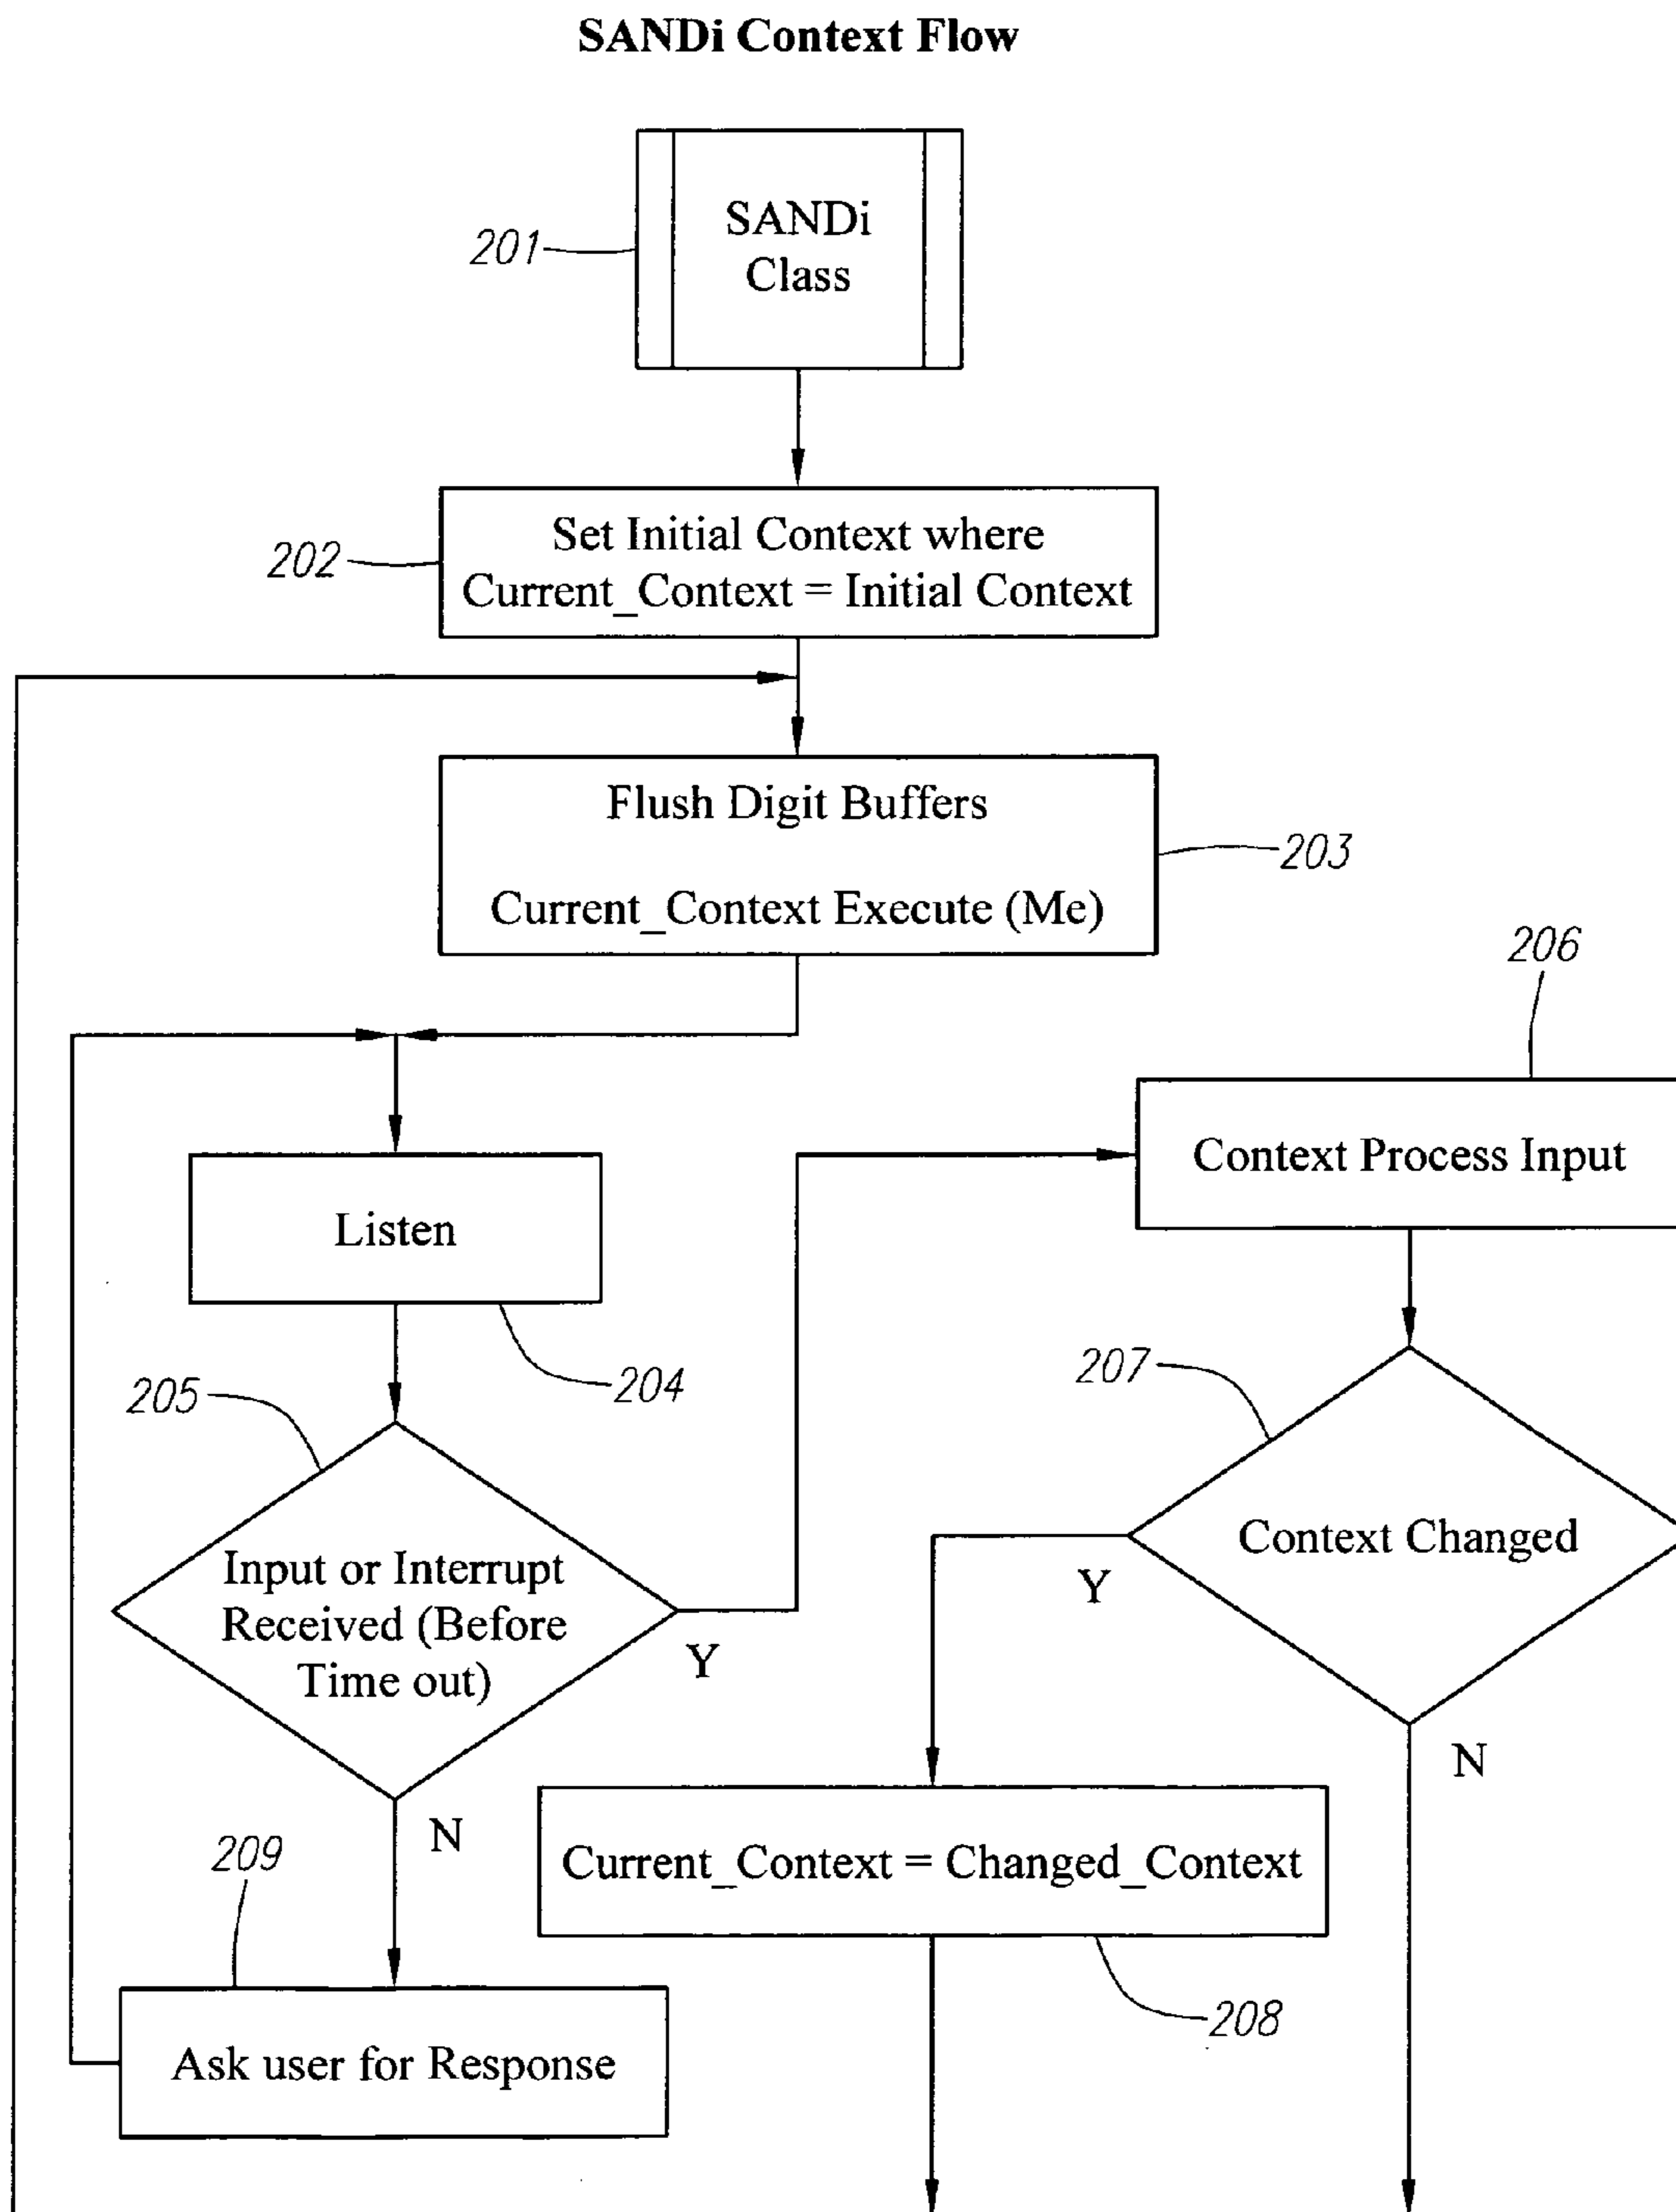 SANDi Context Flow
SANDi
Class
201
Set Initial Context where
Current_Context = Initial Context
202
Flush Digit Buffers
Current_Context Execute (Me)
203
206
Context Process Input
Listen
204
205
207
Input or Interrupt
Received (Before
Time out)
Y
N
Context Changed
Y
N
209
Current_Context = Changed_Context
208
Ask user for Response